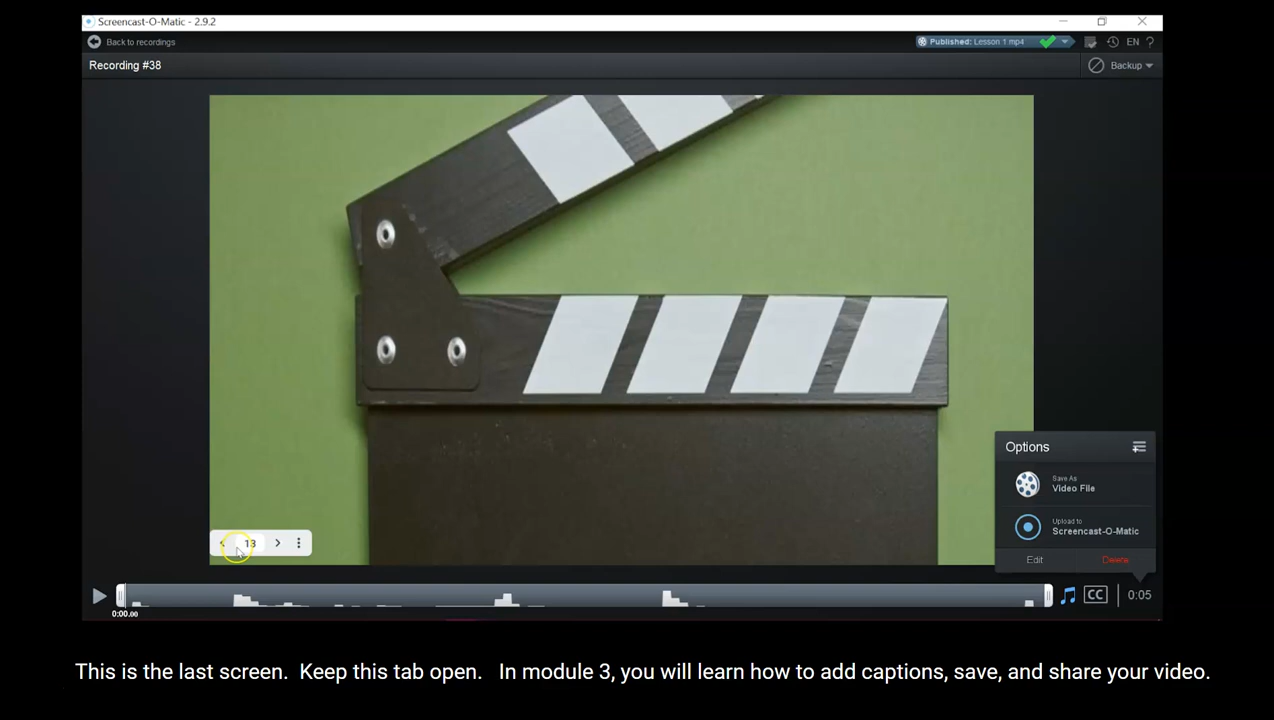 Screencast-O-Matic - 2.9.2
Back to recordings
Published: Lesson 1 mp4
EN ?
Recording #38
Backup
Options
Save As
Video File
Upload to
Screencast-O-Matic
Edit
Delete
13
CC
0:05
0:00.00
This is the last screen. Keep this tab open. In module 3, you will learn how to add captions, save, and share your video.